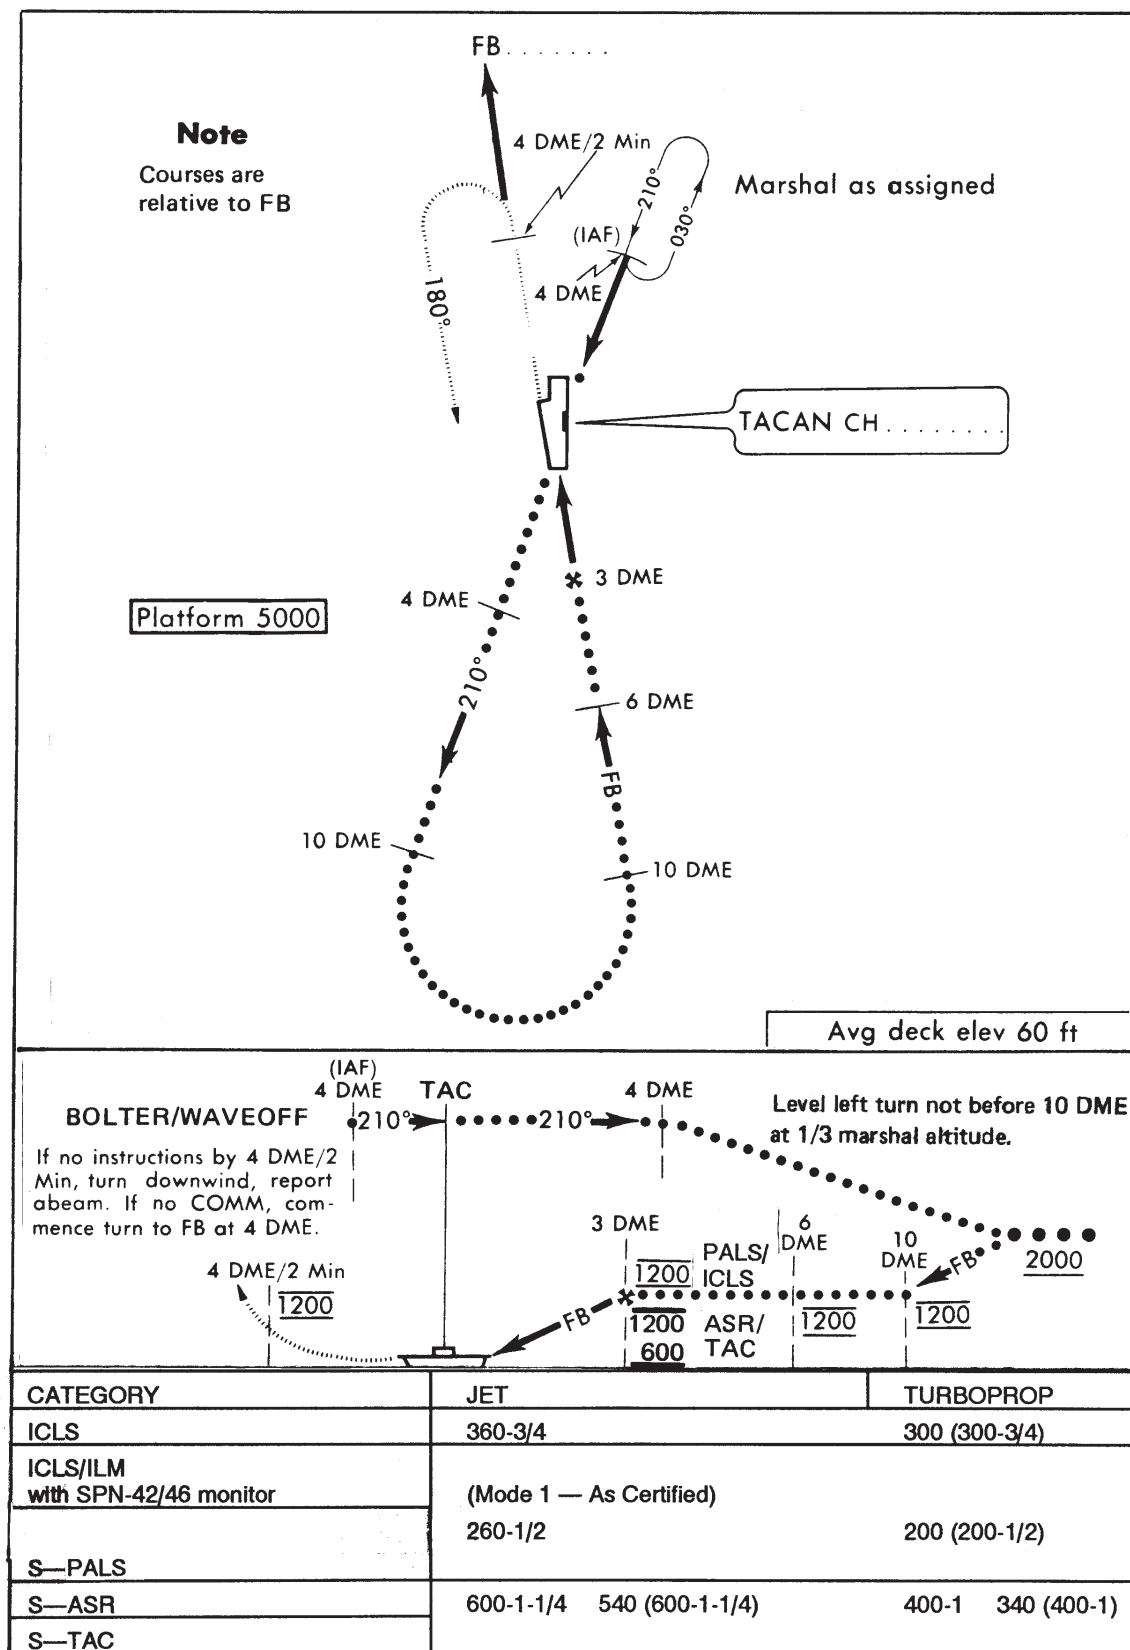 FB . . . . . . .
Note
Courses are
relative to FB
4 DME/2 Min
210°
030°
Marshal as assigned
(IAF)
4 DME
180°
TACAN CH . . . . . . . .
3 DME
4 DME
Platform 5000
210°
6 DME
FB
10 DME
10 DME
Avg deck elev 60 ft
BOLTER/WAVEOFF
If no instructions by 4 DME/2
Min, turn downwind, report
abeam. If no COMM, com-
mence turn to FB at 4 DME.
(IAF)
4 DME
TAC
4 DME
210°
210°
Level left turn not before 10 DME
at 1/3 marshal altitude.
3 DME
6
DME
10
DME
FB
2000
4 DME/2 Min
1200
1200
PALS/
ICLS
FB
1200
600
ASR/
TAC
1200
1200
CATEGORY JET TURBOPROP
ICLS 360-3/4 300 (300-3/4)
ICLS/ILM
with SPN-42/46 monitor (Mode 1 — As Certified)
260-1/2 200 (200-1/2)
S—PALS
S—ASR 600-1-1/4 540 (600-1-1/4) 400-1 340 (400-1)
S—TAC